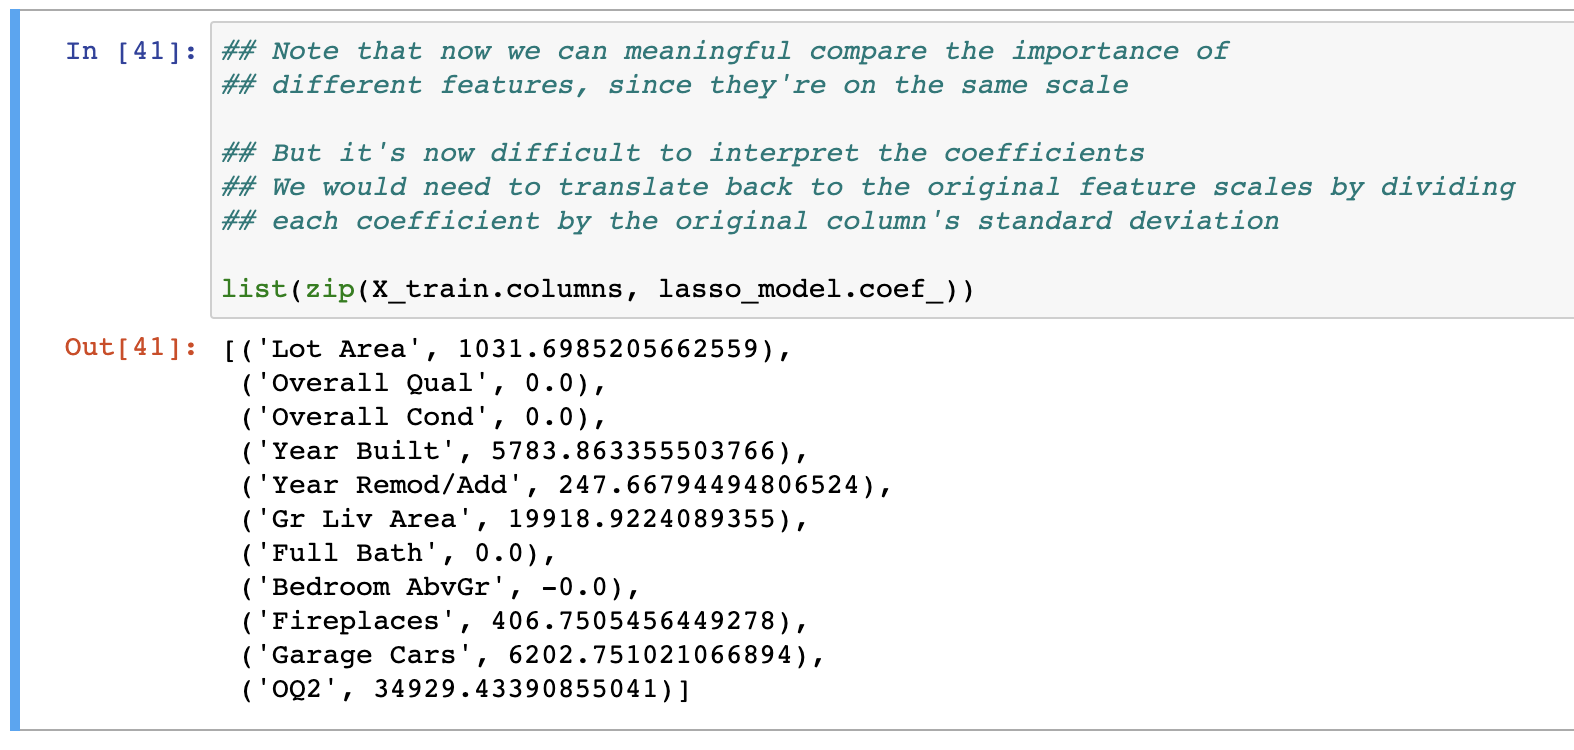 In [41]: ## Note that now we can meaningful compare the importance of
## different features, since they're on the same scale
## But it's now difficult to interpret the coefficients
## We would need to translate back to the original feature scales by dividing
## each coefficient by the original column's standard deviation
list(zip(X_train.columns, lasso_model.coef_))
Out[41]: [('Lot Area', 1031.6985205662559),
('Overall Qual', 0.0),
('Overall Cond', 0.0),
('Year Built', 5783.863355503766),
('Year Remod/Add', 247.66794494806524),
('Gr Liv Area', 19918.9224089355),
('Full Bath', 0.0),
('Bedroom AbvGr', -0.0),
('Fireplaces', 406.7505456449278),
('Garage Cars', 6202.751021066894),
('OQ2', 34929.43390855041)]